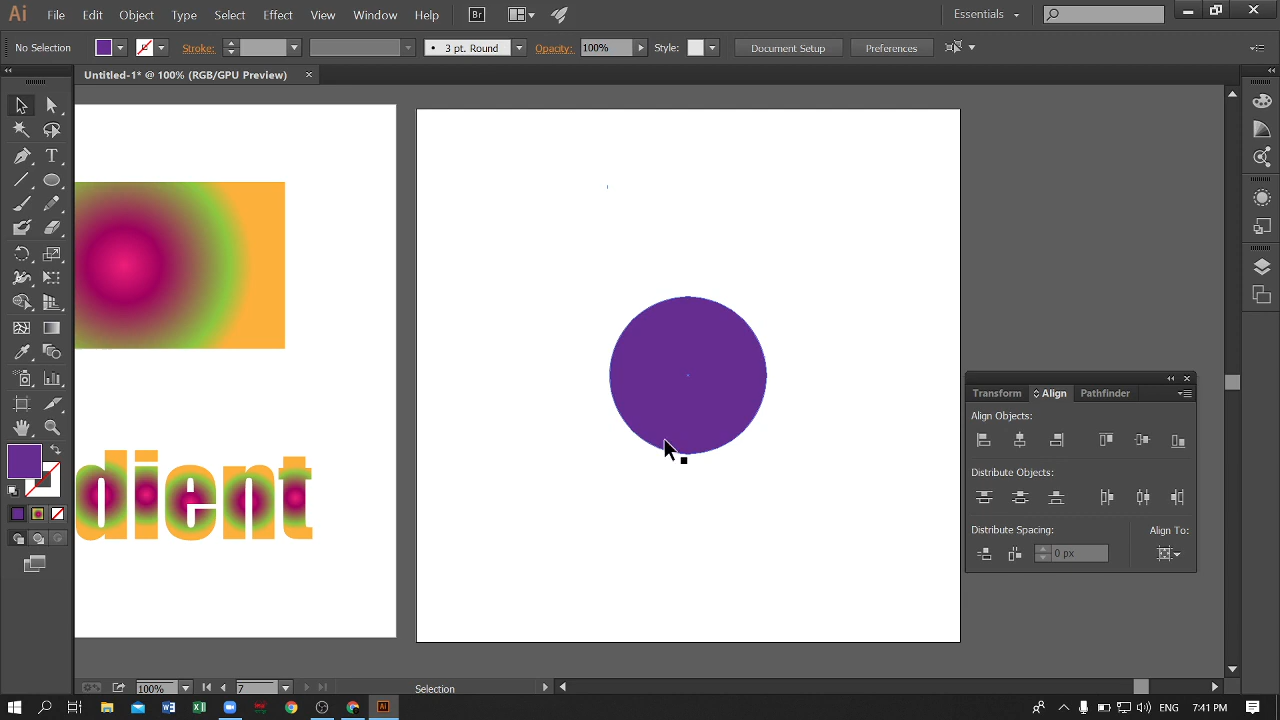 Ai File Edit Object Type Select Effect View Window Help Br Essentials
No Selection Stroke: 3 pt. Round Opacity: 100% Style: Document Setup Preferences
Untitled-1* @ 100% (RGB/GPU Preview)
Transform Align Pathfinder
Align Objects:
dient
Distribute Objects:
Distribute Spacing: Align To:
0 px
100% 7 Selection
ENG 7:41 PM